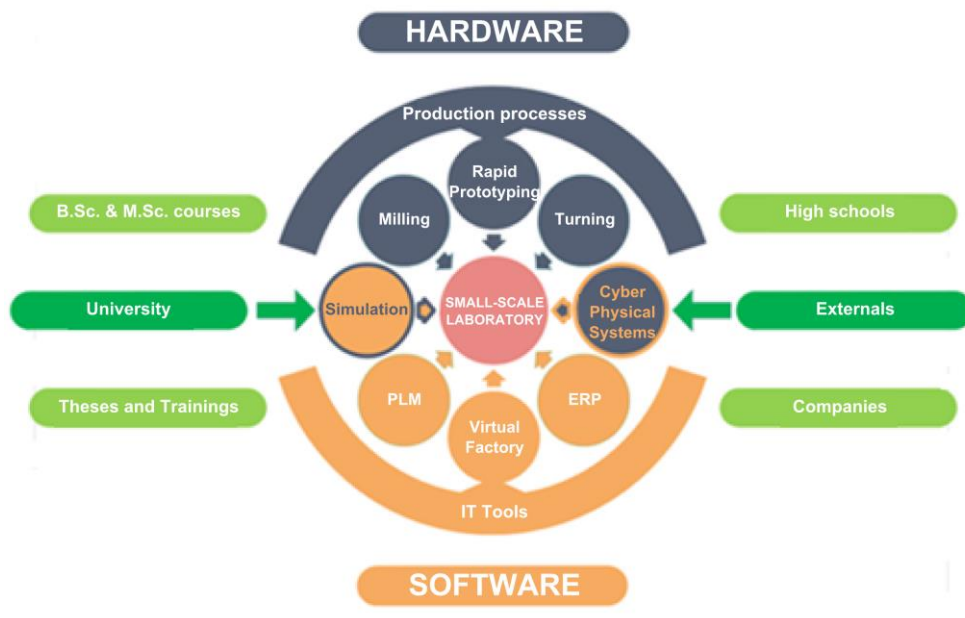 HARDWARE
Production processes
Rapid
Prototyping
Milling
Turning
B.Sc. & M.Sc. courses
High schools
University
Simulation
SMALL-SCALE
LABORATORY
Cyber
Physical
Systems
Externals
Theses and Trainings
PLM
ERP
Companies
Virtual
Factory
IT Tools
SOFTWARE